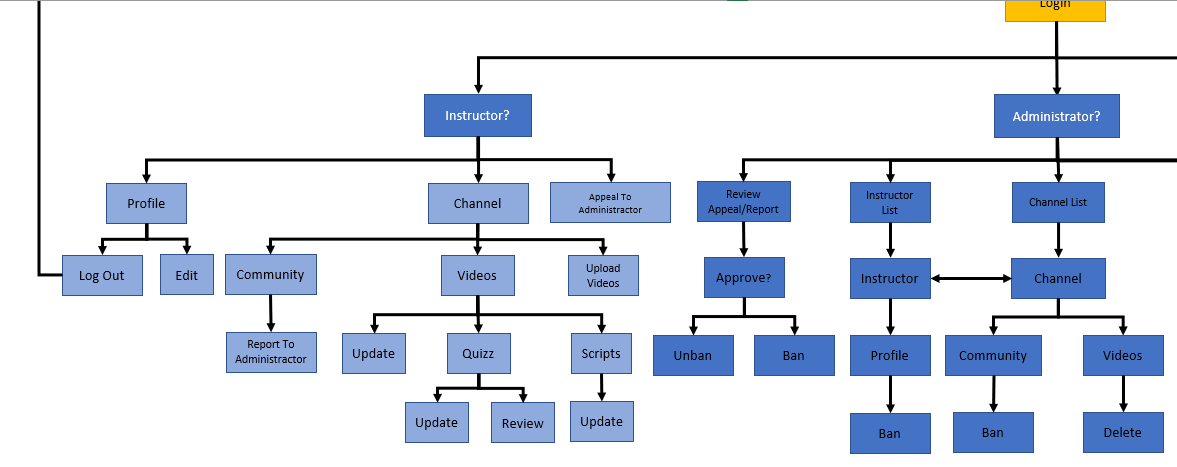 Login
Instructor?
Administrator?
Profile
Channel
Appeal To
Administrator
Review
Appeal/Report
Instructor
List
Channel List
Log Out
Edit
Community
Videos
Upload
Videos
Approve?
Instructor
Channel
Report To
Administrator
Update
Quizz
Scripts
Unban
Ban
Profile
Community
Videos
Update
Review
Update
Ban
Ban
Delete